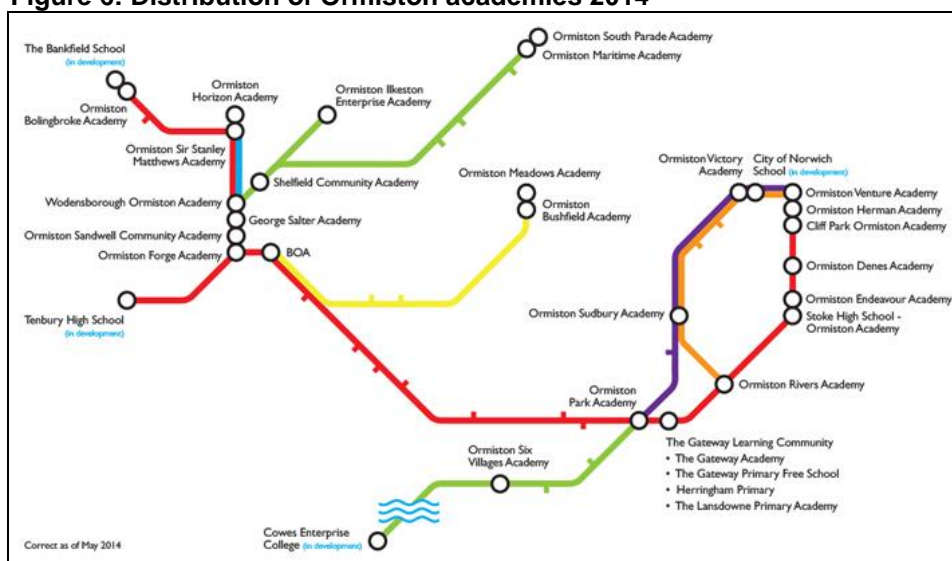 Figure 6: Distribution of Ormiston academies 2014
The Bankfield School
(in development)
Ormiston
Bolingbroke Academy
Ormiston
Horizon Academy
Ormiston Ilkeston
Enterprise Academy
Ormiston South Parade Academy
Ormiston Maritime Academy
Ormiston Sir Stanley
Matthews Academy
Shelfield Community Academy
Wodensborough Ormiston Academy
George Salter Academy
Ormiston Sandwell Community Academy
Ormiston Forge Academy
BOA
Tenbury High School
(in development)
Ormiston Meadows Academy
Ormiston
Bushfield Academy
Ormiston Victory
Academy
City of Norwich
School (in development)
Ormiston Venture Academy
Ormiston Herman Academy
Cliff Park Ormiston Academy
Ormiston Denes Academy
Ormiston Endeavour Academy
Stoke High School -
Ormiston Academy
Ormiston Sudbury Academy
Ormiston Rivers Academy
Ormiston
Park Academy
The Gateway Learning Community
• The Gateway Academy
• The Gateway Primary Free School
• Herringham Primary
• The Lansdowne Primary Academy
Ormiston Six
Villages Academy
Cowes Enterprise
College (in development)
Correct as of May 2014